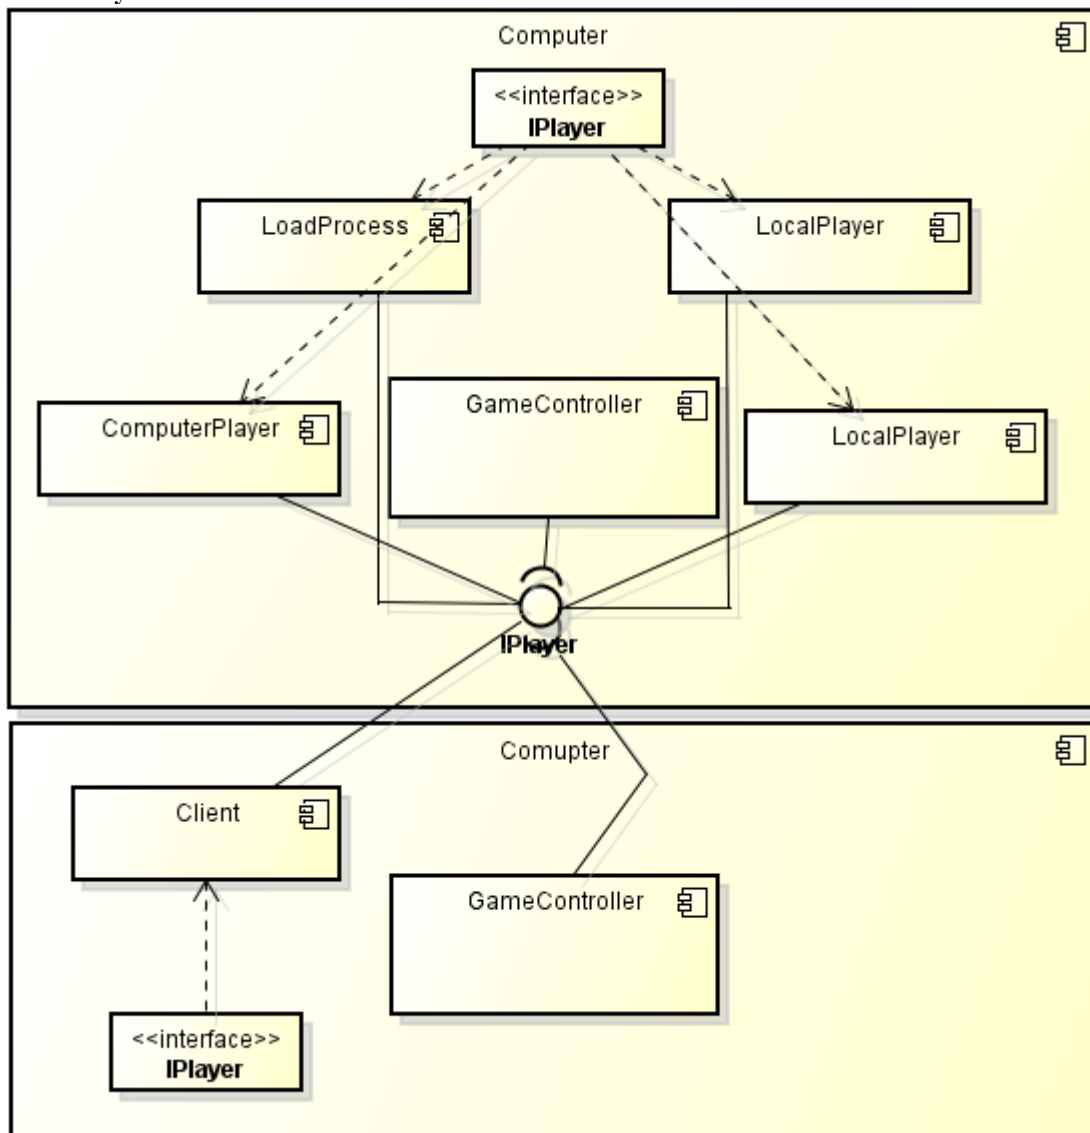 Computer
<<interface>>
IPlayer
LoadProcess
LocalPlayer
ComputerPlayer
GameController
LocalPlayer
IPlayer
Comupter
Client
GameController
<<interface>>
IPlayer